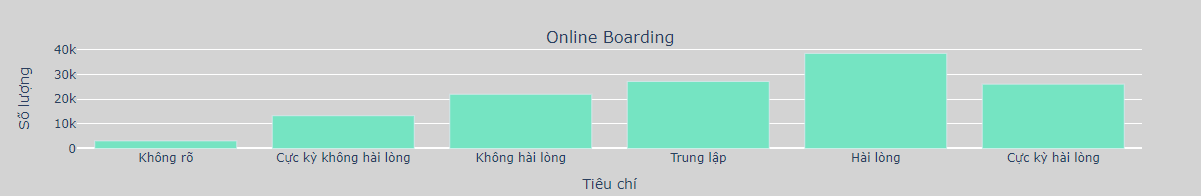 Online Boarding
Số lượng
40k
30k
20k
10k
0
Không rõ
Cực kỳ không hài lòng
Không hài lòng
Trung lập
Hài lòng
Cực kỳ hài lòng
Tiêu chí